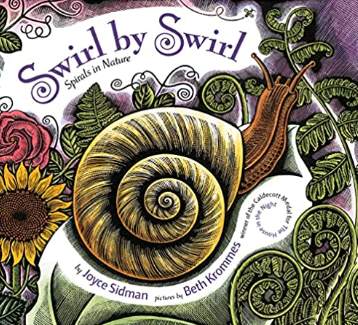 Swirl by Swirl
Spirals in Nature
by Joyce Sidman
pictures by Beth Krommes
winner of the Caldecott Medal for The House in the Night